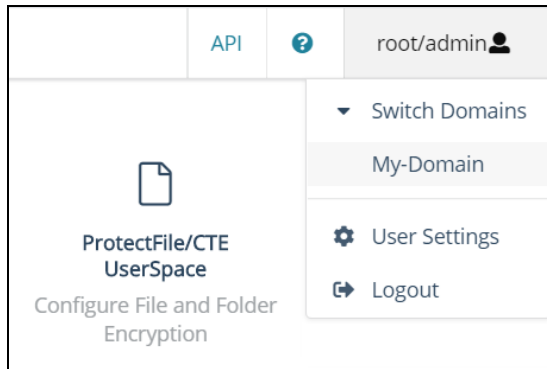 API
root/admin
Switch Domains
My-Domain
User Settings
Logout
ProtectFile/CTE
UserSpace
Configure File and Folder
Encryption